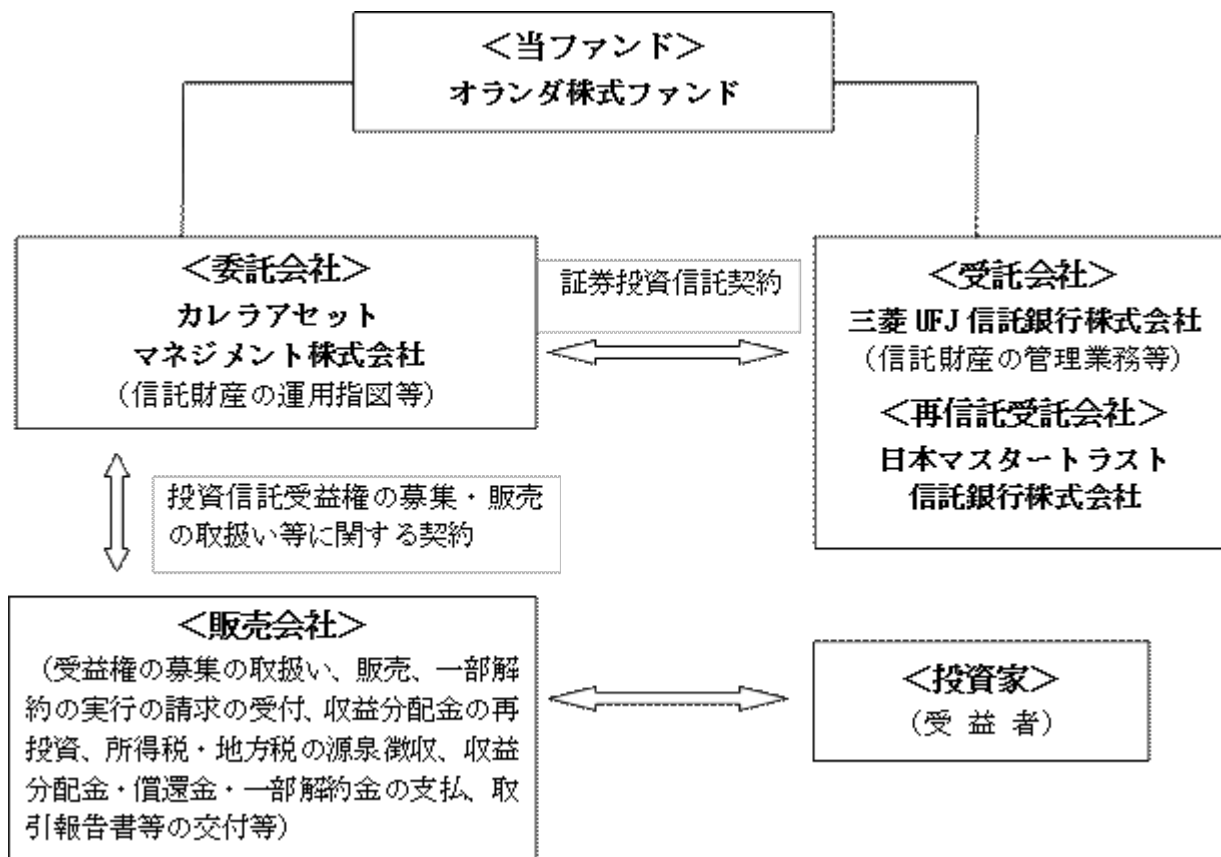 ＜当ファンド＞
オランダ株式ファンド
＜委託会社＞
カレラアセット
マネジメント株式会社
（信託財産の運用指図等）
証券投資信託契約
＜受託会社＞
三菱UFJ信託銀行株式会社
（信託財産の管理業務等）
＜再信託受託会社＞
日本マスタートラスト
信託銀行株式会社
投資信託受益権の募集・販売
の取扱い等に関する契約
＜販売会社＞
（受益権の募集の取扱い、販売、一部解
約の実行の請求の受付、収益分配金の再
投資、所得税・地方税の源泉徴収、収益
分配金・償還金・一部解約金の支払、取
引報告書等の交付等）
＜投資家＞
（受 益 者）